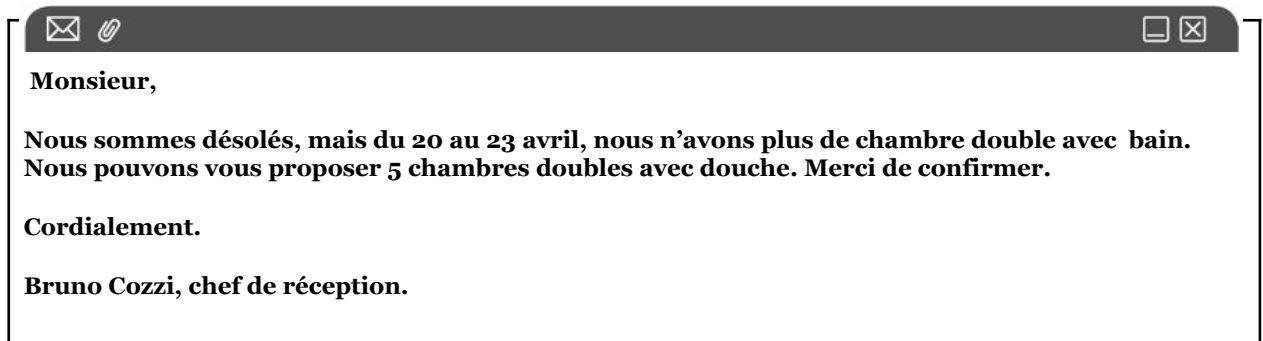 Monsieur,
Nous sommes désolés, mais du 20 au 23 avril, nous n’avons plus de chambre double avec bain.
Nous pouvons vous proposer 5 chambres doubles avec douche. Merci de confirmer.
Cordialement.
Bruno Cozzi, chef de réception.